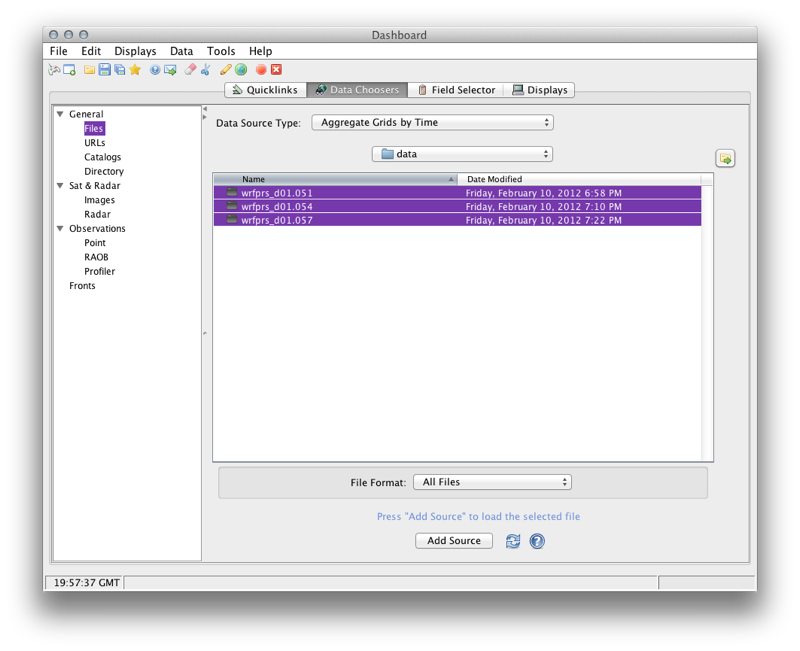 Dashboard
File Edit Displays Data Tools Help
Quicklinks Data Choosers Field Selector Displays
General
Files
URLs
Catalogs
Directory
Sat & Radar
Images
Radar
Observations
Point
RAOB
Profiler
Fronts
Data Source Type: Aggregate Grids by Time
data
Name Date Modified
wrfprs_d01.051 Friday, February 10, 2012 6:58 PM
wrfprs_d01.054 Friday, February 10, 2012 7:10 PM
wrfprs_d01.057 Friday, February 10, 2012 7:22 PM
File Format: All Files
Press "Add Source" to load the selected file
Add Source
19:57:37 GMT